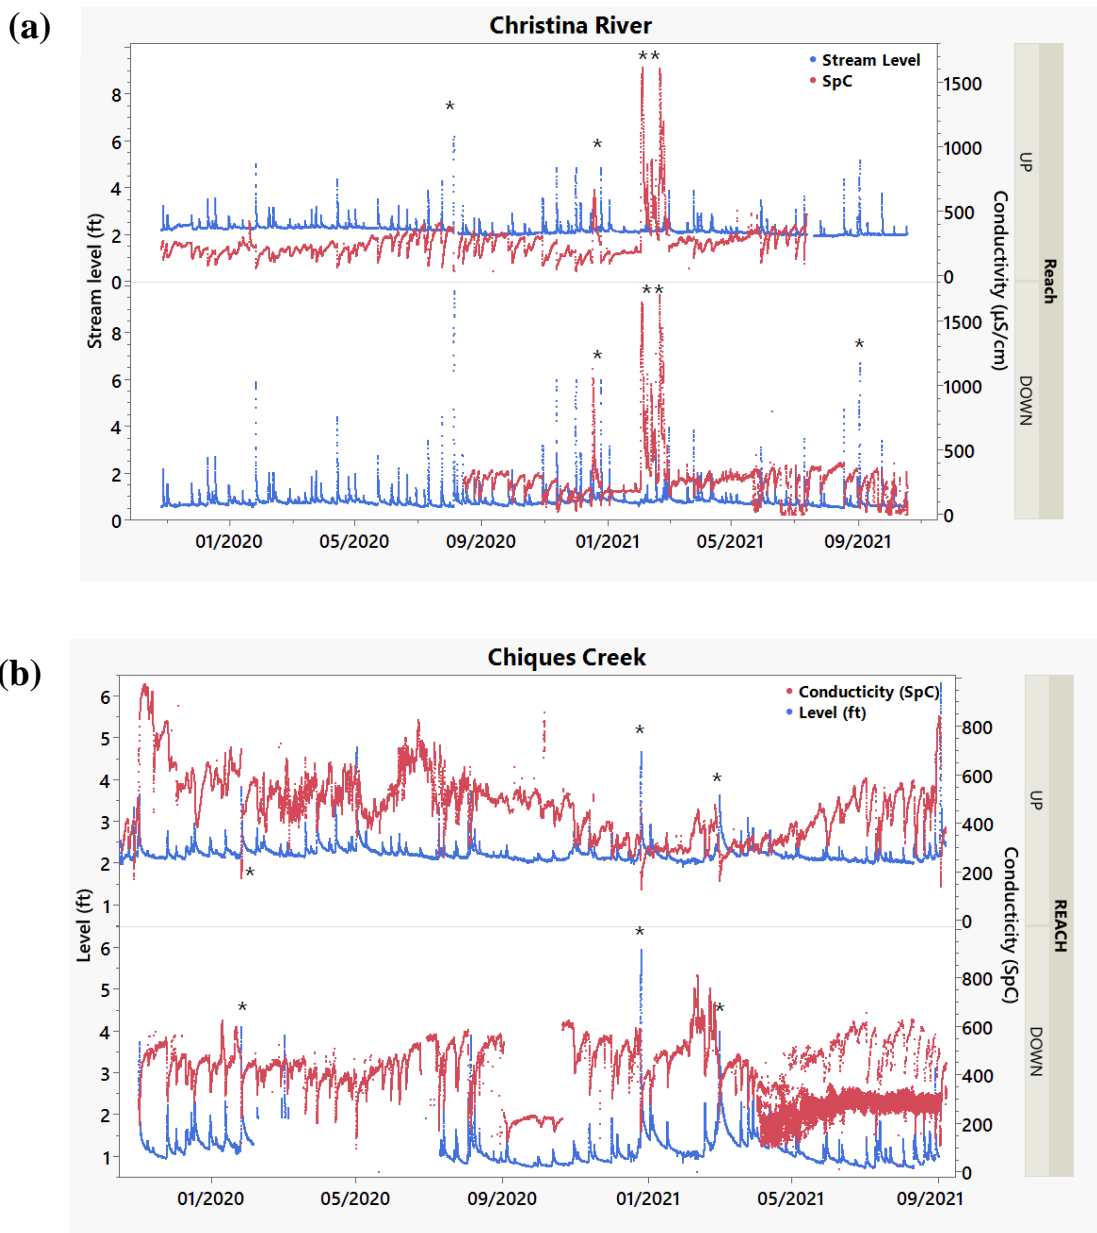 (a)
Christina River
Stream Level
SpC
* *
*
*
8
6
4
2
0
1500
1000
500
0
UP
* *
*
*
8
6
4
2
0
1500
1000
500
0
DOWN
Stream level (ft)
Conductivity (µS/cm)
Reach
01/2020 05/2020 09/2020 01/2021 05/2021 09/2021
(b)
Chiques Creek
Conducticity (SpC)
Level (ft)
*
*
*
6
5
4
3
2
1
800
600
400
200
0
UP
*
*
*
6
5
4
3
2
1
800
600
400
200
0
DOWN
Level (ft)
Conductivity (SpC)
REACH
01/2020 05/2020 09/2020 01/2021 05/2021 09/2021